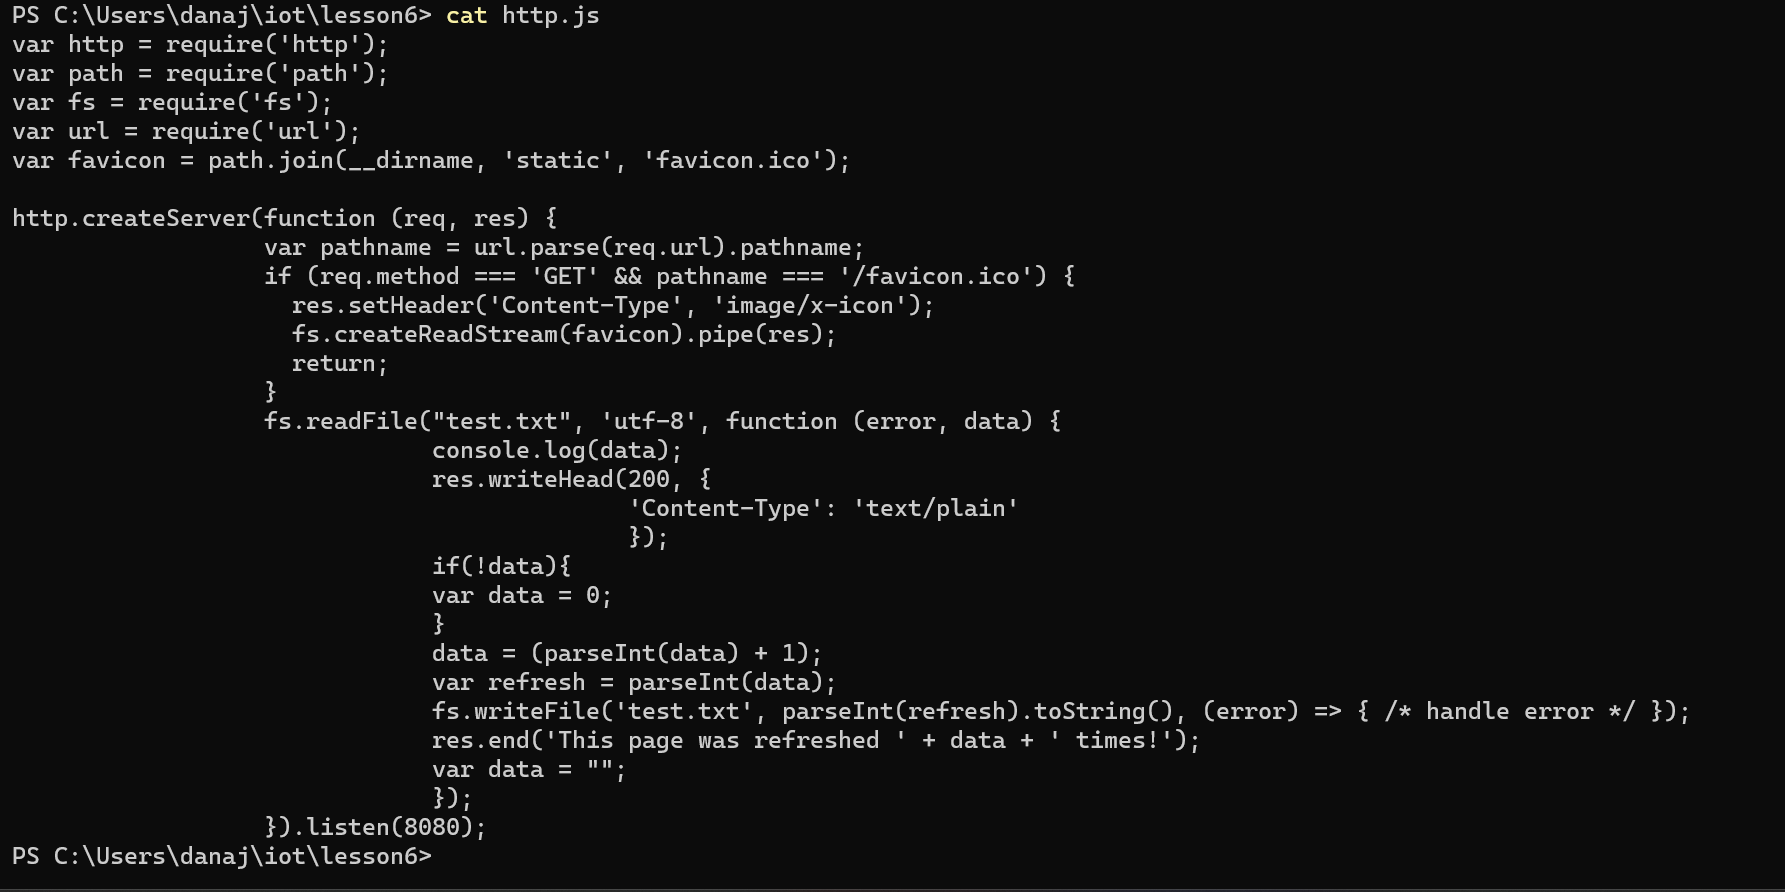 PS C:\Users\danaj\iot\lesson6> cat http.js
var http = require('http');
var path = require('path');
var fs = require('fs');
var url = require('url');
var favicon = path.join(__dirname, 'static', 'favicon.ico');

http.createServer(function (req, res) {
                  var pathname = url.parse(req.url).pathname;
                  if (req.method === 'GET' && pathname === '/favicon.ico') {
                    res.setHeader('Content-Type', 'image/x-icon');
                    fs.createReadStream(favicon).pipe(res);
                    return;
                  }
                  fs.readFile("test.txt", 'utf-8', function (error, data) {
                              console.log(data);
                              res.writeHead(200, {
                                            'Content-Type': 'text/plain'
                                            });
                              if(!data){
                              var data = 0;
                              }
                              data = (parseInt(data) + 1);
                              var refresh = parseInt(data);
                              fs.writeFile('test.txt', parseInt(refresh).toString(), (error) => { /* handle error */ });
                              res.end('This page was refreshed ' + data + ' times!');
                              var data = "";
                              });
                  }).listen(8080);
PS C:\Users\danaj\iot\lesson6>